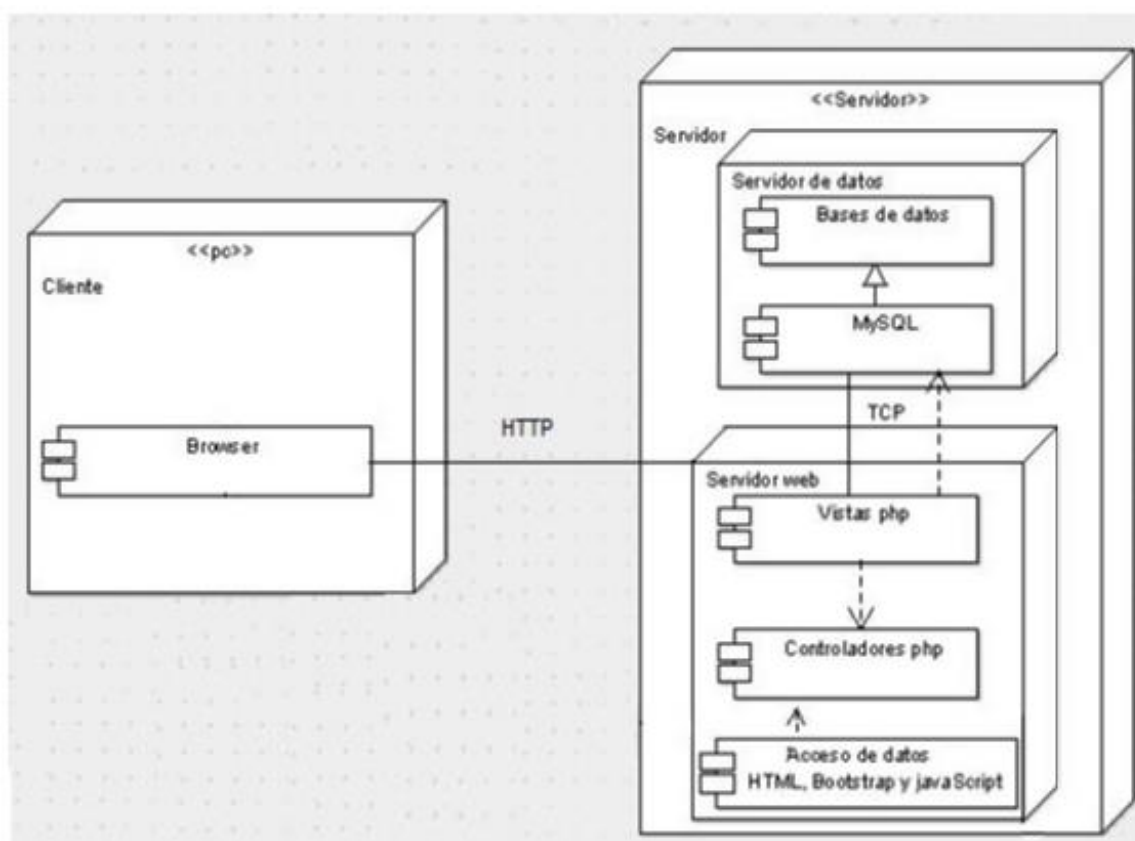 <<Servidor>>
Servidor
Servidor de datos
Bases de datos
MySQL
TCP
<<pc>>
Cliente
Browser
HTTP
Servidor web
Vistas php
Controladores php
Acceso de datos
HTML, Bootstrap y javaScript